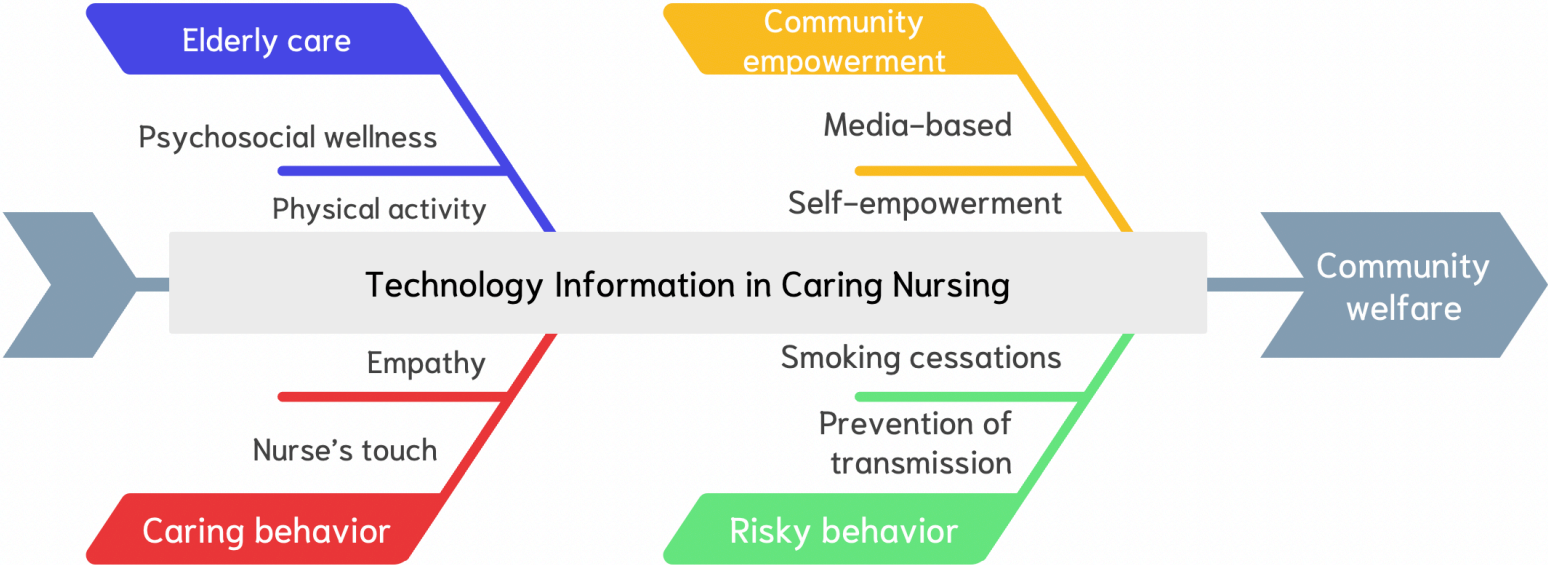 Elderly care
Psychosocial wellness
Physical activity
Community
empowerment
Media-based
Self-empowerment
Technology Information in Caring Nursing
Community
welfare
Empathy
Nurse's touch
Caring behavior
Smoking cessations
Prevention of
transmission
Risky behavior